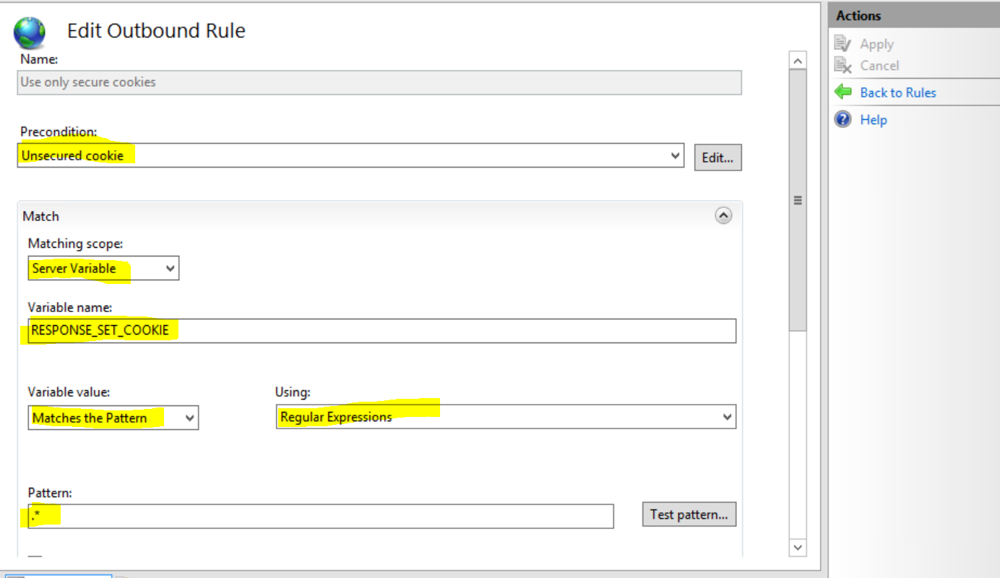 Edit Outbound Rule
Name:
Use only secure cookies
Precondition:
Unsecured cookie
Edit...
Match
Matching scope:
Server Variable
Variable name:
RESPONSE_SET_COOKIE
Variable value:
Using:
Matches the Pattern
Regular Expressions
Pattern:
.*
Test pattern...
Actions
Apply
Cancel
Back to Rules
Help